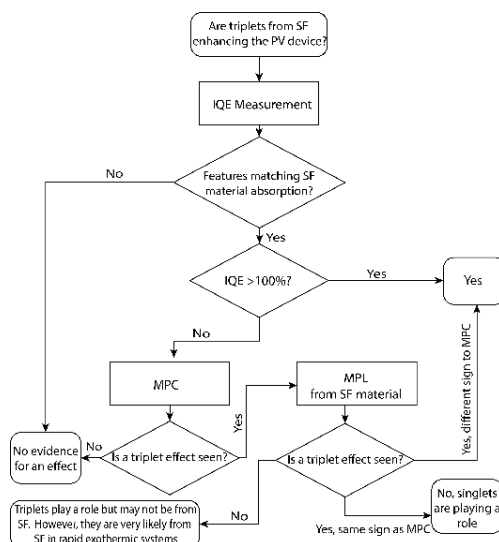 Are triplets from SF
enhancing the PV device?
IQE Measurement
No
Features matching SF
material absorption?
Yes
IQE >100%?
Yes
Yes
No
Yes, different sign to MPC
MPC
Yes
MPL
from SF material
No evidence
for an effect
No
Is a triplet effect seen?
Is a triplet effect seen?
No, singlets
are playing a
role
Triplets play a role but may not be from
SF. However, they are very likely from
SF in rapid exothermic systems
No
Yes, same sign as MPC